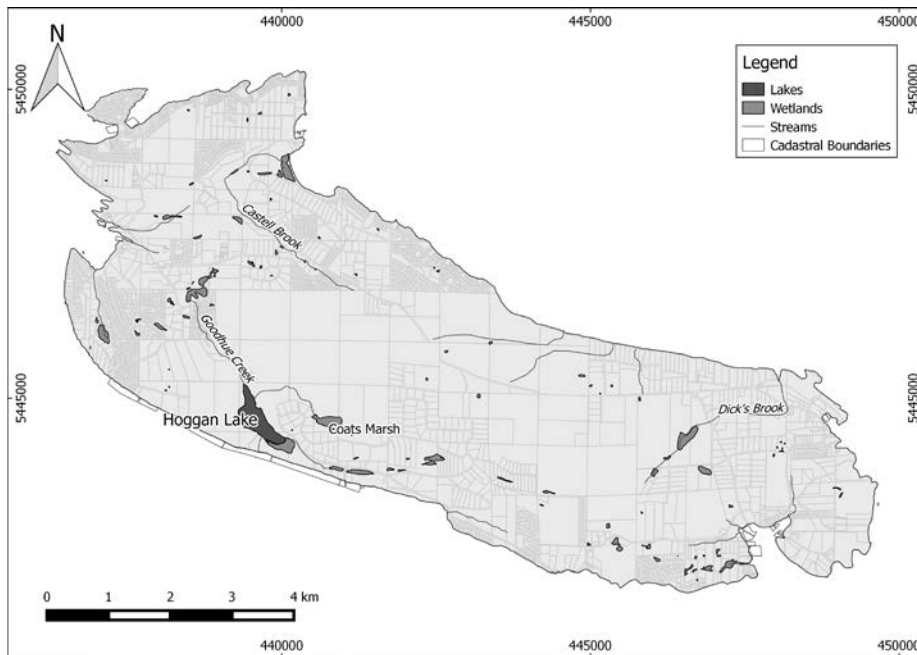 440000
445000
450000
N
5450000
5450000
Legend
Lakes
Wetlands
Streams
Cadastral Boundaries
Castell Brook
Goodhue Creek
5445000
5445000
Hoggan Lake
Coats Marsh
Dick's Brook
0 1 2 3 4 km
440000
445000
450000